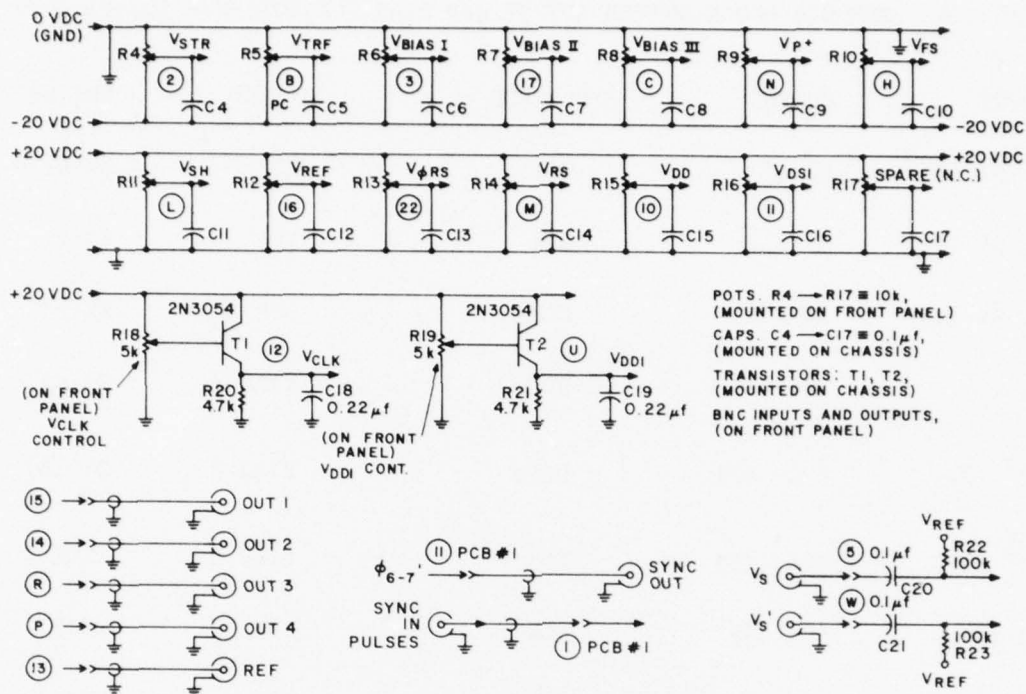 0 VDC
(GND)
R4 VSTR 2 C4
R5 VTRF B PC C5
R6 VBIAS I 3 C6
R7 VBIAS II 17 C7
R8 VBIAS III C C8
R9 VP+ N C9
R10 VFS H C10
-20 VDC
-20 VDC
+20 VDC
+20 VDC
R11 VSH L C11
R12 VREF 16 C12
R13 VϕRS 22 C13
R14 VRS M C14
R15 VDD 10 C15
R16 VDSI 11 C16
R17 SPARE (N.C.) C17
+20 VDC
2N3054
R18
5k
T1
12
VCLK
C18
0.22μf
R20
4.7k
(ON FRONT
PANEL)
VCLK
CONTROL
2N3054
R19
5k
T2
U
VDDI
C19
0.22μf
R21
4.7k
(ON FRONT
PANEL)
VDDI CONT.
POTS. R4 → R17 ≡ 10k,
(MOUNTED ON FRONT PANEL)
CAPS. C4 → C17 ≡ 0.1μf,
(MOUNTED ON CHASSIS)
TRANSISTORS: T1, T2,
(MOUNTED ON CHASSIS)
BNC INPUTS AND OUTPUTS,
(ON FRONT PANEL)
15 OUT 1
14 OUT 2
R OUT 3
P OUT 4
13 REF
11 PCB #1
ϕ6-7'
SYNC
OUT
SYNC
IN
PULSES
1 PCB #1
VREF
R22
100k
5 0.1μf
VS
C20
W 0.1μf
VS'
C21
100k
R23
VREF